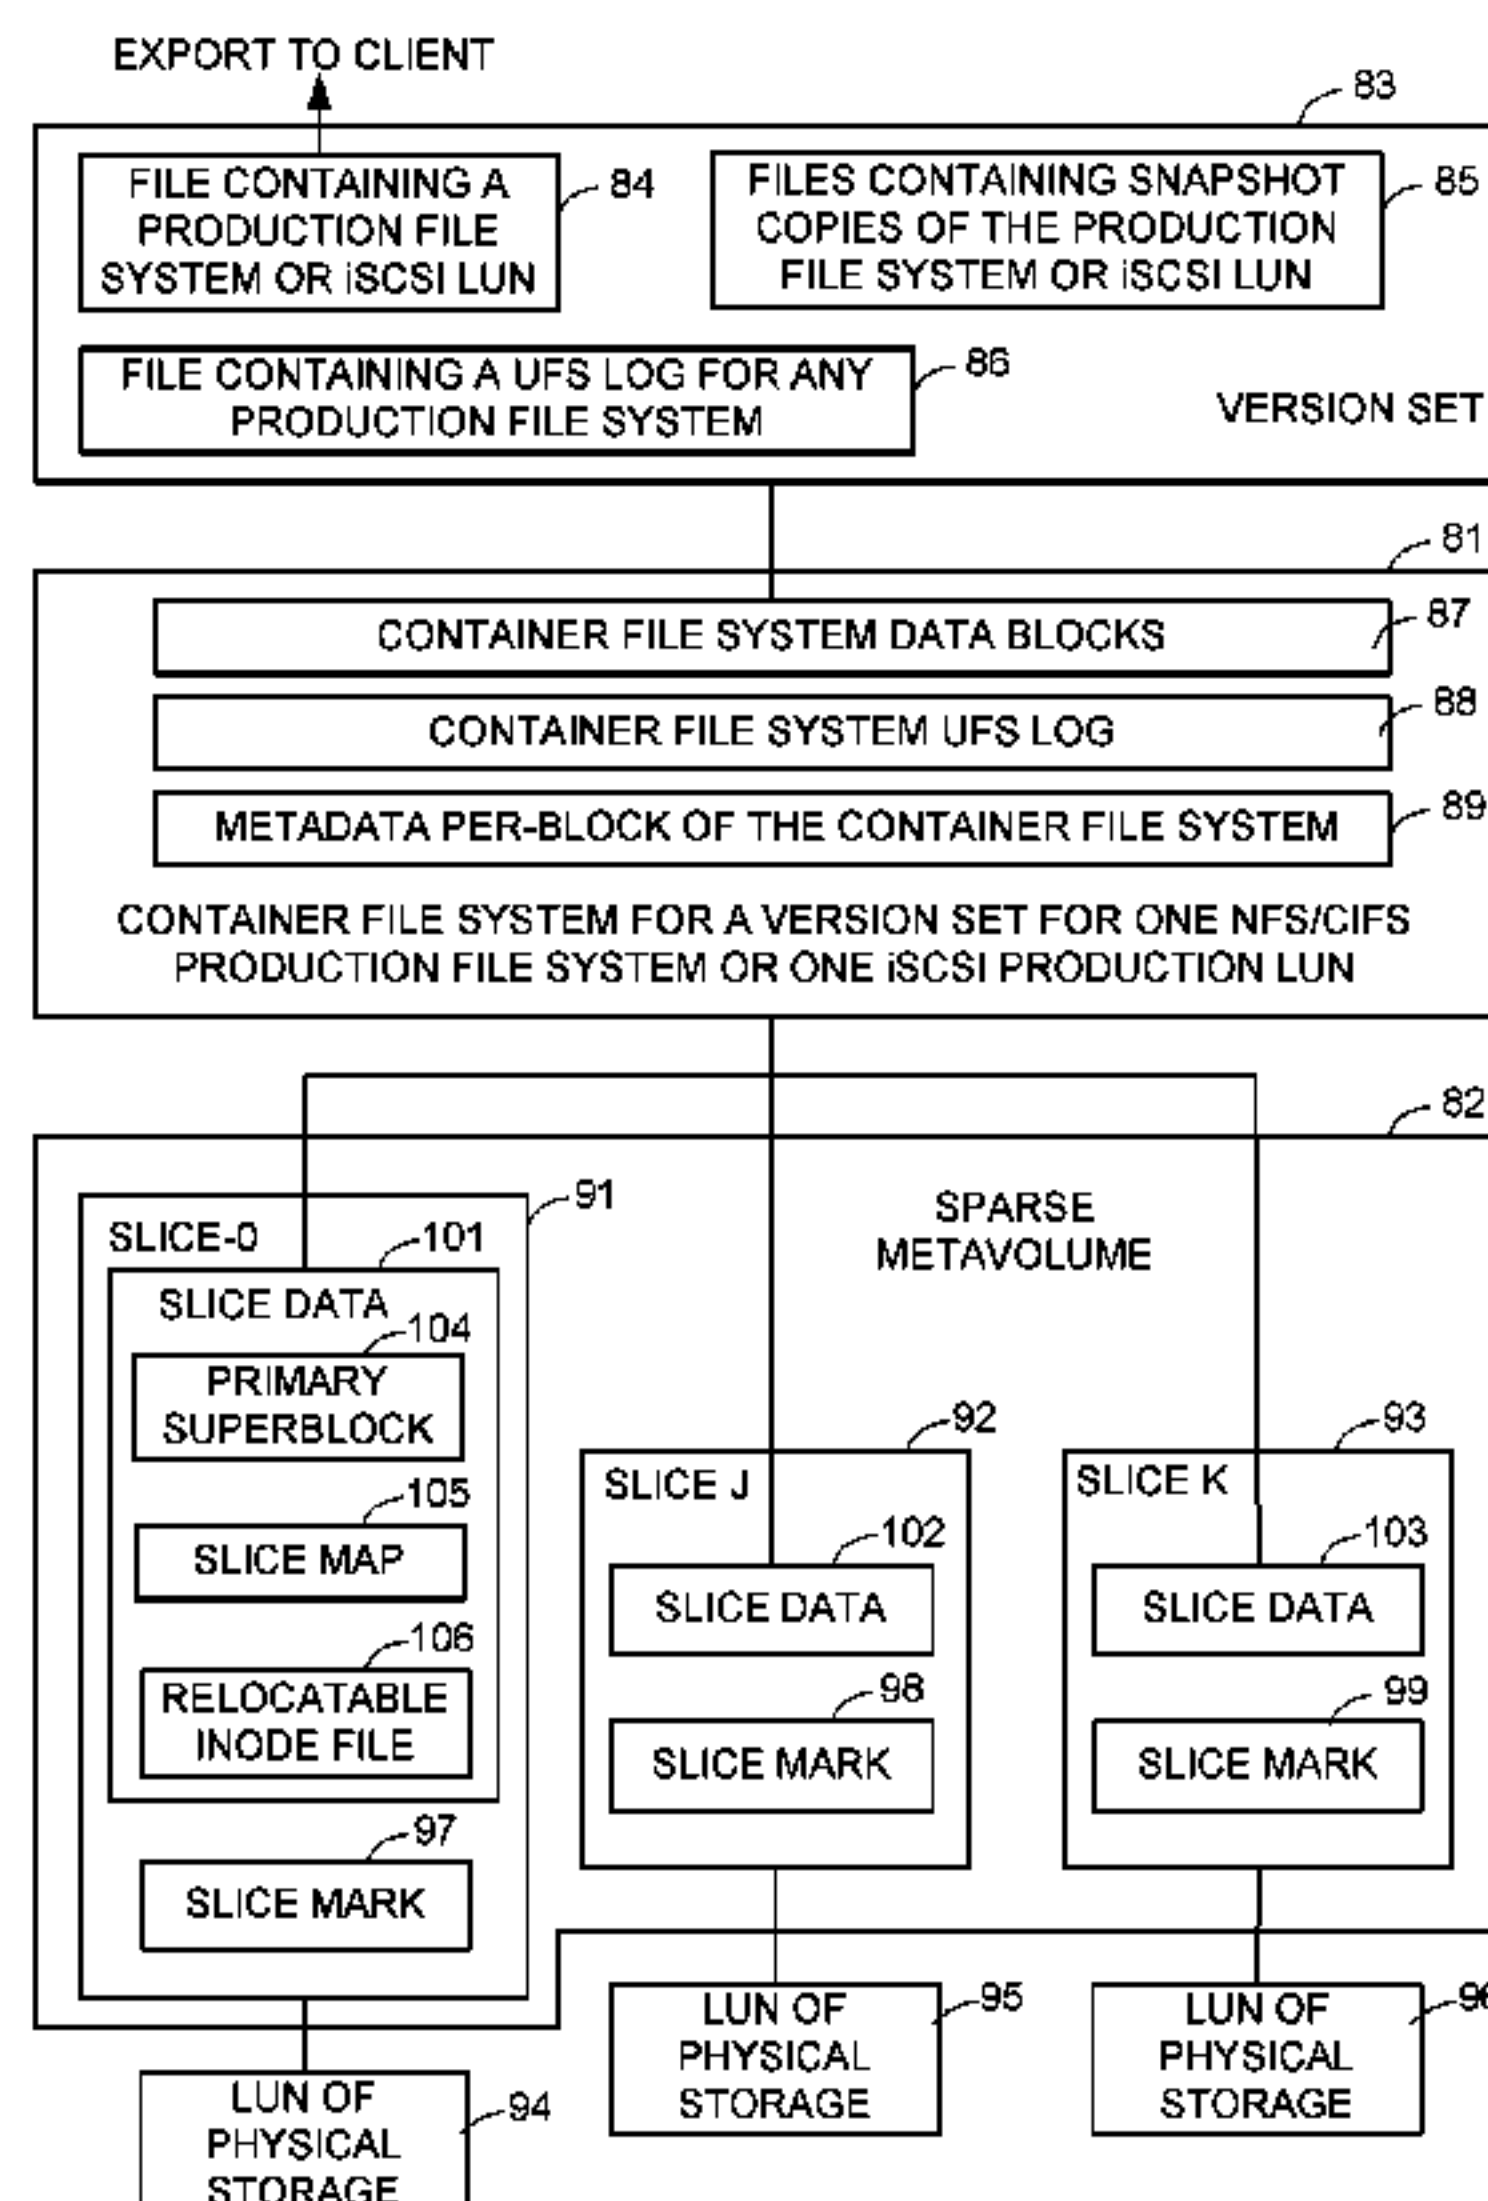 EXPORT TO CLIENT
83
FILE CONTAINING A
PRODUCTION FILE
SYSTEM OR iSCSI LUN
84
FILES CONTAINING SNAPSHOT
COPIES OF THE PRODUCTION
FILE SYSTEM OR iSCSI LUN
85
FILE CONTAINING A UFS LOG FOR ANY
PRODUCTION FILE SYSTEM
86
VERSION SET
81
CONTAINER FILE SYSTEM DATA BLOCKS
87
CONTAINER FILE SYSTEM UFS LOG
88
METADATA PER-BLOCK OF THE CONTAINER FILE SYSTEM
89
CONTAINER FILE SYSTEM FOR A VERSION SET FOR ONE NFS/CIFS
PRODUCTION FILE SYSTEM OR ONE iSCSI PRODUCTION LUN
82
SPARSE
METAVOLUME
91
SLICE-0
101
SLICE DATA
104
PRIMARY
SUPERBLOCK
105
SLICE MAP
106
RELOCATABLE
INODE FILE
97
SLICE MARK
92
SLICE J
102
SLICE DATA
98
SLICE MARK
93
SLICE K
103
SLICE DATA
99
SLICE MARK
LUN OF
PHYSICAL
STORAGE
95
LUN OF
PHYSICAL
STORAGE
96
LUN OF
PHYSICAL
STORAGE
94